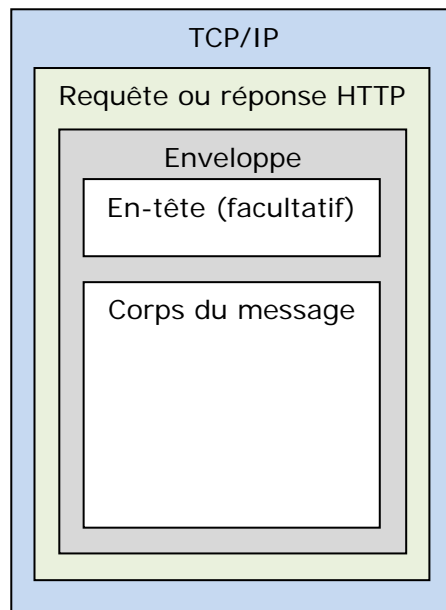 TCP/IP
Requête ou réponse HTTP
Enveloppe
En-tête (facultatif)
Corps du message